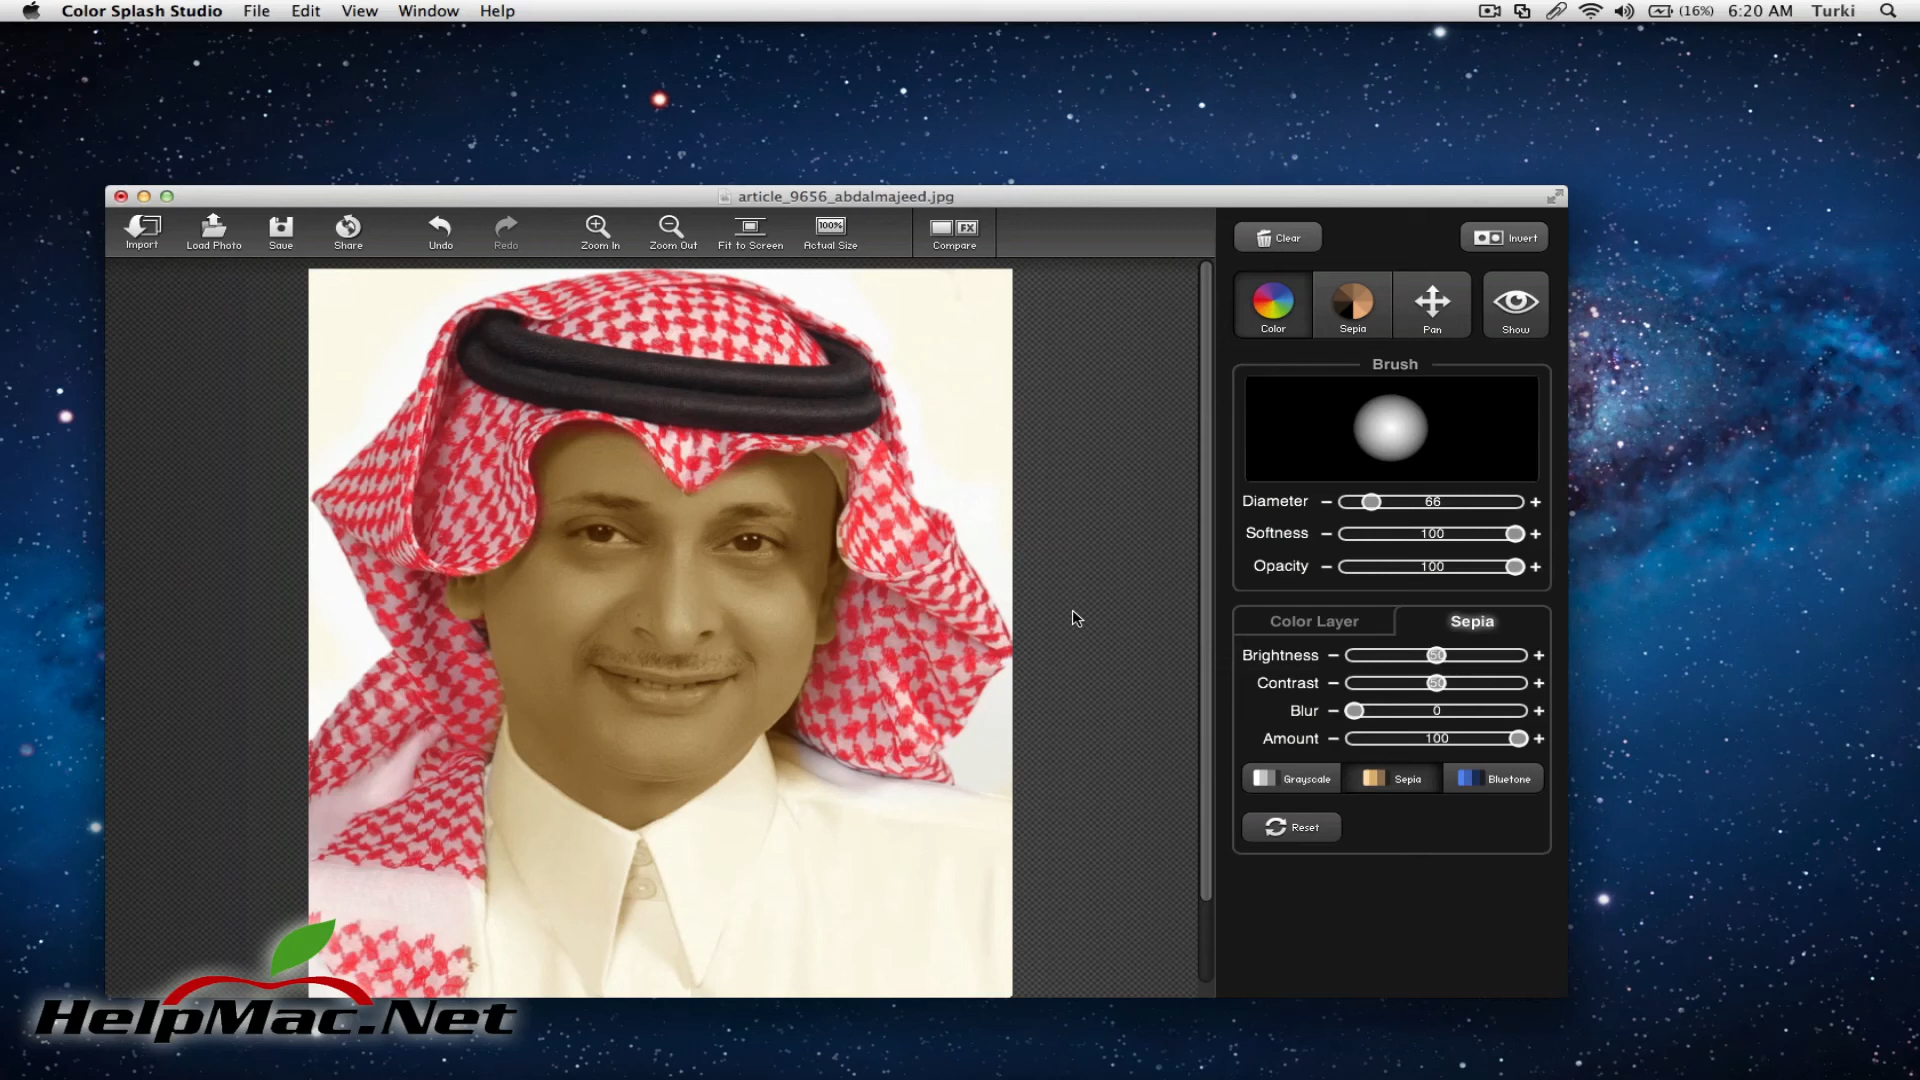 Color Splash Studio File Edit View Window Help (16%) 6:20 AM Turki
article_9656_abdalmajeed.jpg
Import Load Photo Save Share Undo Redo Zoom In Zoom Out Fit to Screen 100% Actual Size FX Compare
Clear Invert
Color Sepia Pan Show
Brush
Diameter − 66 +
Softness − 100 +
Opacity − 100 +
Color Layer Sepia
Brightness − 50 +
Contrast − 50 +
Blur − 0 +
Amount − 100 +
Grayscale Sepia Bluetone
Reset
HelpMac.Net